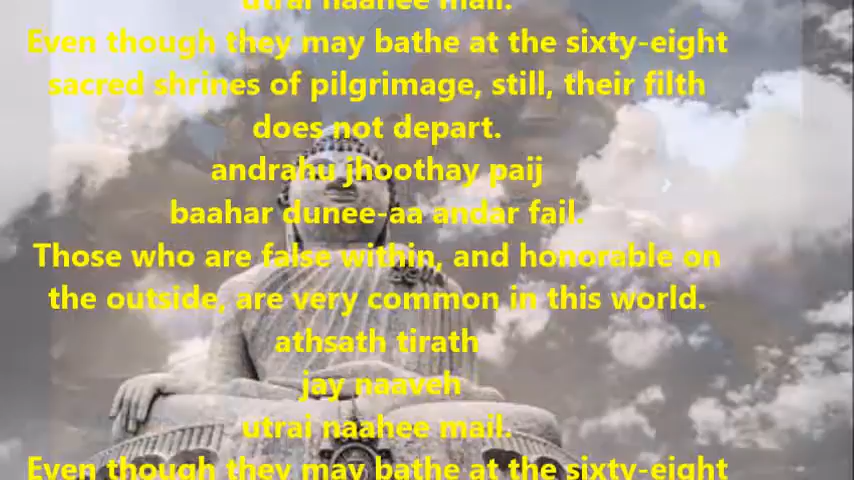 utrai naahee mail.
Even though they may bathe at the sixty-eight
sacred shrines of pilgrimage, still, their filth
does not depart.
andrahu jhoothay paij
baahar dunee-aa andar fail.
Those who are false within, and honorable on
the outside, are very common in this world.
athsath tirath
jay naaveh
utrai naahee mail.
Even though they may bathe at the sixty-eight